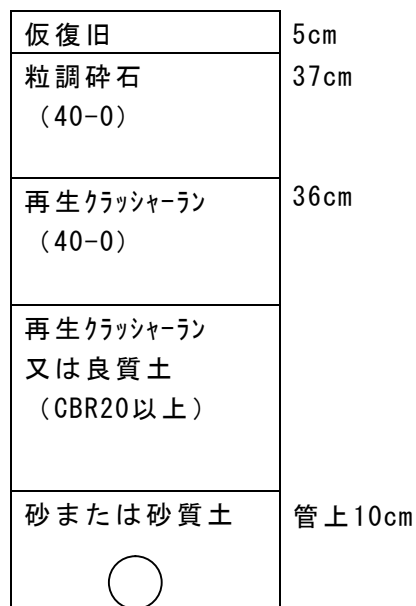 仮復旧 5cm
粒調砕石 37cm
（40-0）
再生ｸﾗｯｼｬｰﾗﾝ 36cm
（40-0）
再生ｸﾗｯｼｬｰﾗﾝ
又は良質土
（CBR20以上）
砂または砂質土 管上10cm